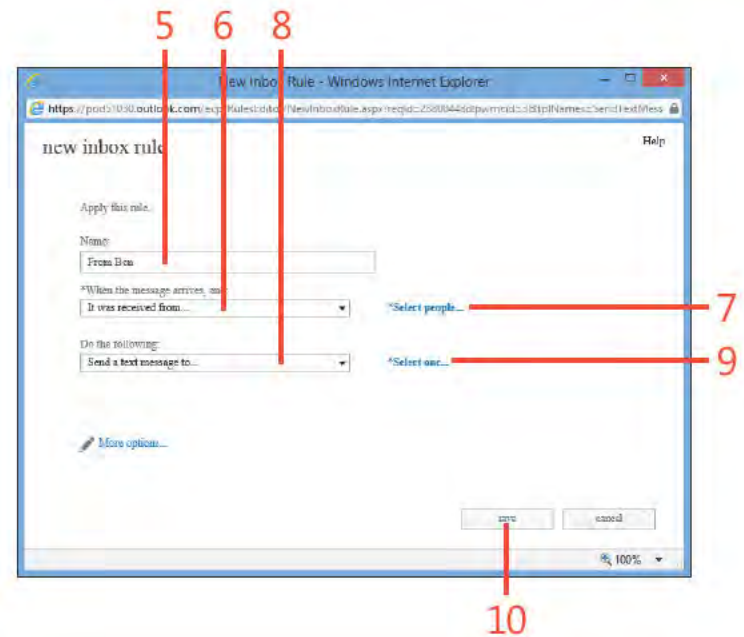 5 6 8
New Inbox Rule - Windows Internet Explorer
new inbox rule
Help
Apply this rule...
Name:
From Ben
*When the message arrives, and:
It was received from...
*Select people...
7
Do the following:
Send a text message to...
*Select one...
9
More options...
save cancel
100%
10